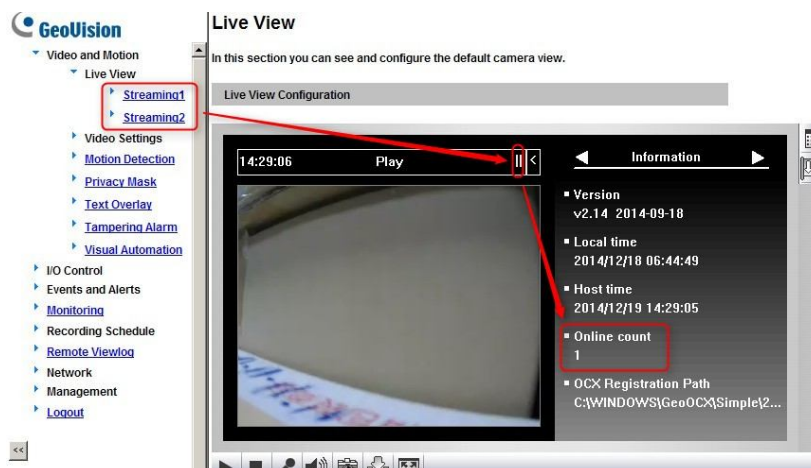 GeoVision
Video and Motion
Live View
Streaming1
Streaming2
Video Settings
Motion Detection
Privacy Mask
Text Overlay
Tampering Alarm
Visual Automation
I/O Control
Events and Alerts
Monitoring
Recording Schedule
Remote Viewlog
Network
Management
Logout
<<
Live View
In this section you can see and configure the default camera view.
Live View Configuration
14:29:06 Play || <
Information
Version
v2.14 2014-09-18
Local time
2014/12/18 06:44:49
Host time
2014/12/19 14:29:05
Online count
1
OCX Registration Path
C:\WINDOWS\GeoOCX\Simple\2...